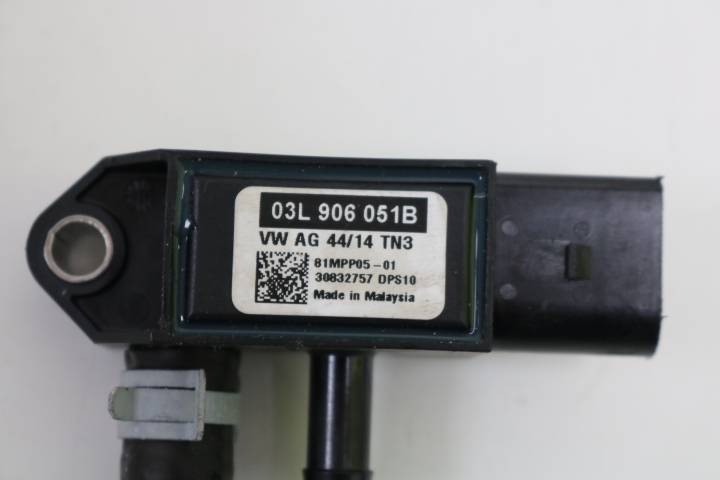 03L 906 051B
VW AG 44/14 TN3
81MPP05-01
30832757 DPS10
Made in Malaysia